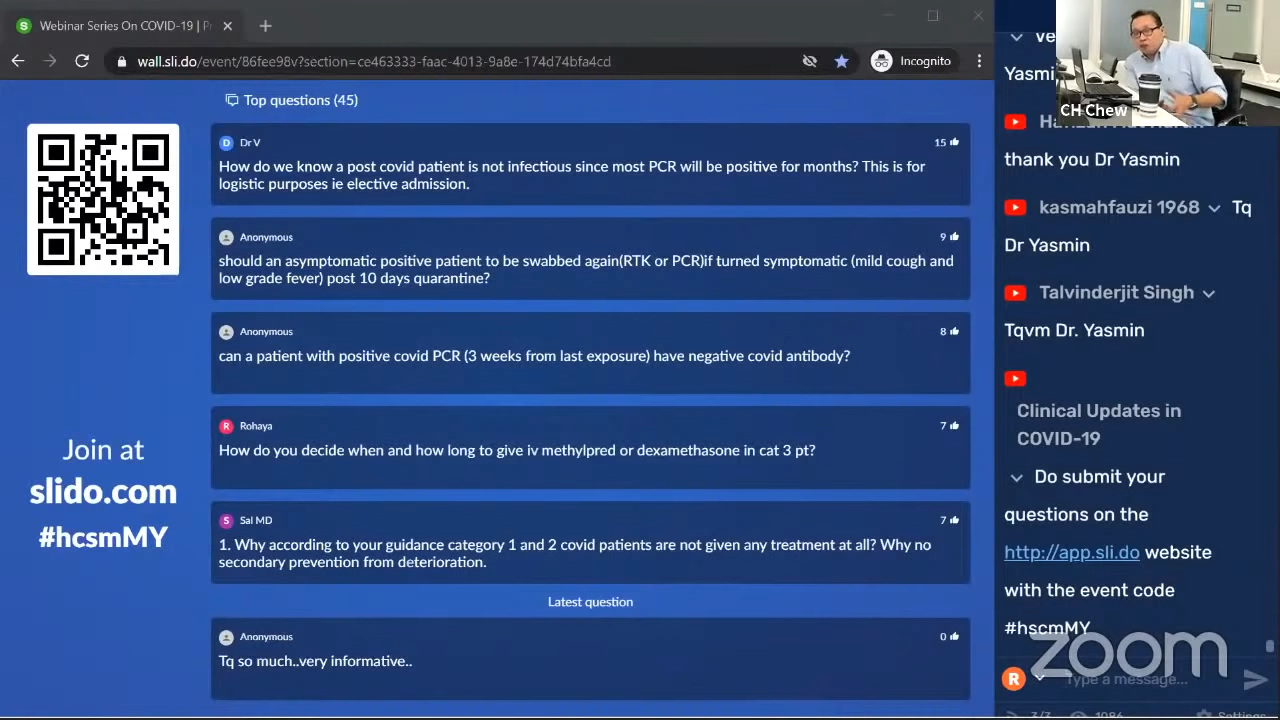 Webinar Series On COVID-19 | Pr
wall.sli.do/event/86fee98v?section=ce463333-faac-4013-9a8e-174d74bfa4cd
Incognito
Top questions (45)
D Dr V 15
How do we know a post covid patient is not infectious since most PCR will be positive for months? This is for
logistic purposes ie elective admission.
Anonymous 9
should an asymptomatic positive patient to be swabbed again(RTK or PCR)if turned symptomatic (mild cough and
low grade fever) post 10 days quarantine?
Anonymous 8
can a patient with positive covid PCR (3 weeks from last exposure) have negative covid antibody?
R Rohaya 7
How do you decide when and how long to give iv methylpred or dexamethasone in cat 3 pt?
S Sal MD 7
1. Why according to your guidance category 1 and 2 covid patients are not given any treatment at all? Why no
secondary prevention from deterioration.
Latest question
Anonymous 0
Tq so much..very informative..
Join at
slido.com
#hcsmMY
CH Chew
thank you Dr Yasmin
kasmahfauzi 1968 Tq
Dr Yasmin
Talvinderjit Singh
Tqvm Dr. Yasmin
Clinical Updates in
COVID-19
Do submit your
questions on the
http://app.sli.do website
with the event code
#hscmMY
zoom
R Type a message...
3/3 1086 Settings